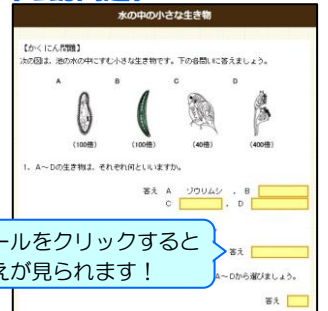 水の中の小さな生き物
【かくにん問題】
次の図は、池の水の中にすむ小さな生き物です。下の各問いに答えましょう。
A B C D
(100倍) (100倍) (40倍) (400倍)
1. A～Dの生き物は、それぞれ何といいますか。
答え A ゾウリムシ , B
C , D
ールをクリックすると
えが見られます！
答え
A～Dから選びましょう。
答え